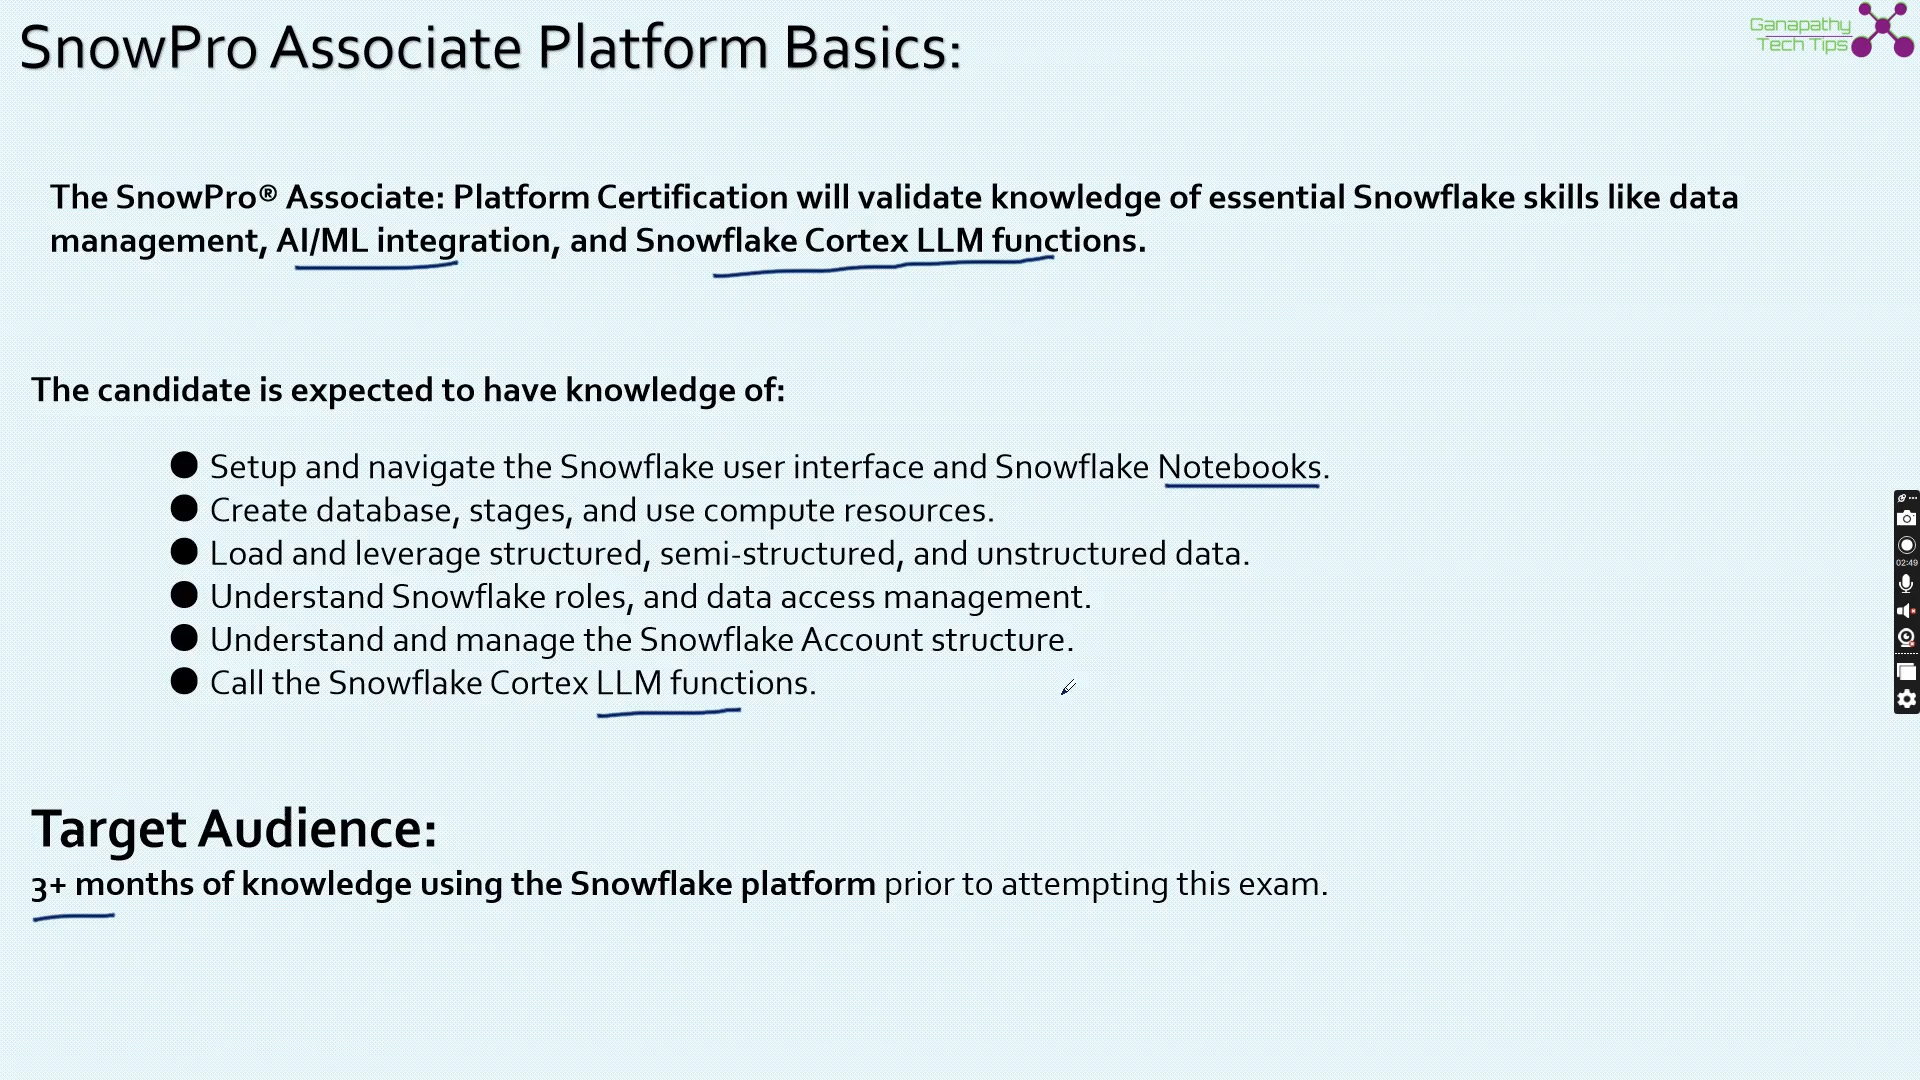 SnowPro Associate Platform Basics:
Ganapathy
Tech Tips
The SnowPro® Associate: Platform Certification will validate knowledge of essential Snowflake skills like data
management, AI/ML integration, and Snowflake Cortex LLM functions.
The candidate is expected to have knowledge of:
● Setup and navigate the Snowflake user interface and Snowflake Notebooks.
● Create database, stages, and use compute resources.
● Load and leverage structured, semi-structured, and unstructured data.
● Understand Snowflake roles, and data access management.
● Understand and manage the Snowflake Account structure.
● Call the Snowflake Cortex LLM functions.
02:49
Target Audience:
3+ months of knowledge using the Snowflake platform prior to attempting this exam.